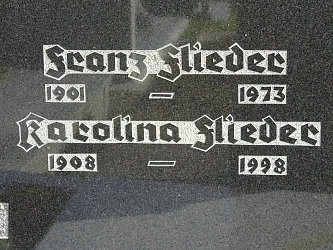 Franz Flieder
1901 — 1973
Karolina Flieder
1908 — 1998